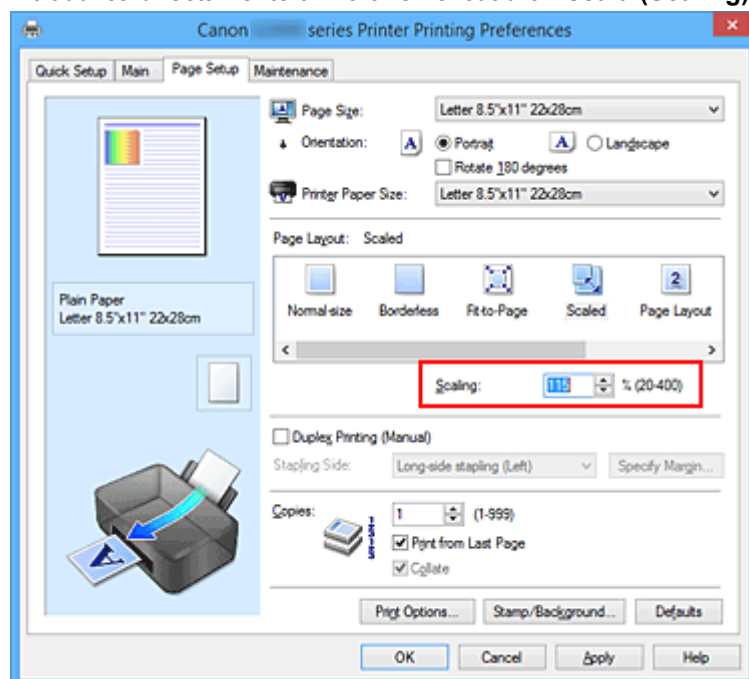 Canon series Printer Printing Preferences
Quick Setup Main Page Setup Maintenance
Page Size: Letter 8.5"x11" 22x28cm
Orientation: A Portrait A Landscape
Rotate 180 degrees
Printer Paper Size: Letter 8.5"x11" 22x28cm
Page Layout: Scaled
Normal-size Borderless Fit-to-Page Scaled 2 Page Layout
Plain Paper
Letter 8.5"x11" 22x28cm
Scaling: 115 % (20-400)
Duplex Printing (Manual)
Stapling Side: Long-side stapling (Left) Specify Margin...
Copies: 1 (1-999)
Print from Last Page
Collate
A
Print Options... Stamp/Background... Defaults
OK Cancel Apply Help